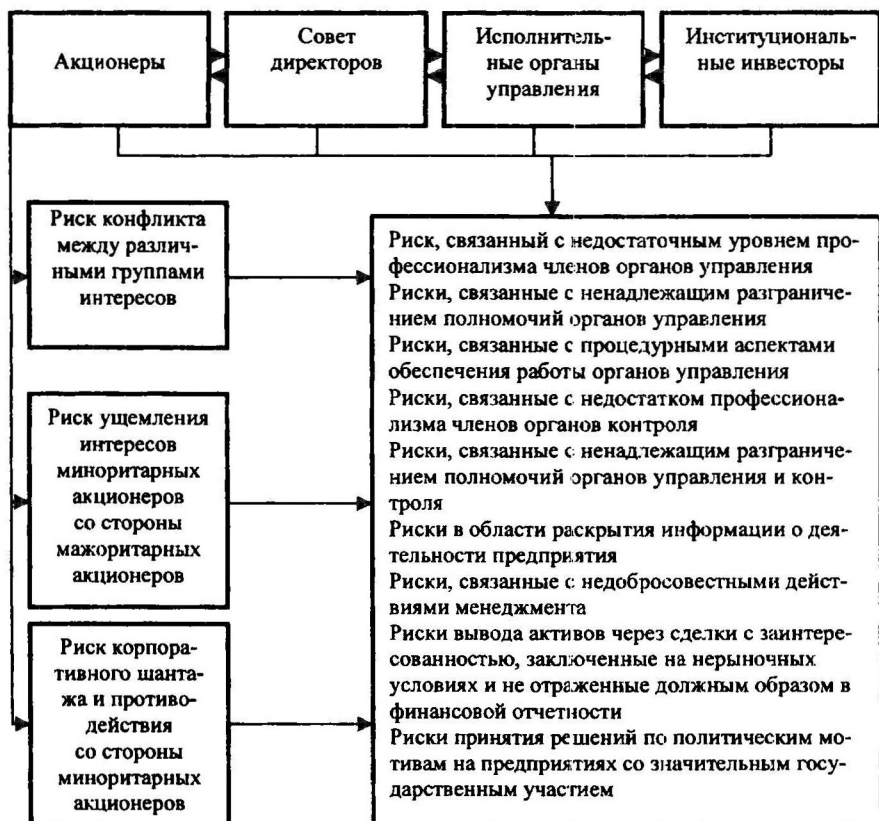 Акционеры
Совет
директоров
Исполнитель-
ные органы
управления
Институциональ-
ные инвесторы
Риск конфликта
между различ-
ными группами
интересов
Риск ущемления
интересов
миноритарных
акционеров
со стороны
мажоритарных
акционеров
Риск корпора-
тивного шанта-
жа и противо-
действия
со стороны
миноритарных
акционеров
Риск, связанный с недостаточным уровнем про-
фессионализма членов органов управления
Риски, связанные с ненадлежащим разграниче-
нием полномочий органов управления
Риски, связанные с процедурными аспектами
обеспечения работы органов управления
Риски, связанные с недостатком профессиона-
лизма членов органов контроля
Риски, связанные с ненадлежащим разграниче-
нием полномочий органов управления и кон-
троля
Риски в области раскрытия информации о дея-
тельности предприятия
Риски, связанные с недобросовестными дейст-
виями менеджмента
Риски вывода активов через сделки с заинтере-
сованностью, заключенные на нерыночных
условиях и не отраженные должным образом в
финансовой отчетности
Риски принятия решений по политическим мо-
тивам на предприятиях со значительным госу-
дарственным участием